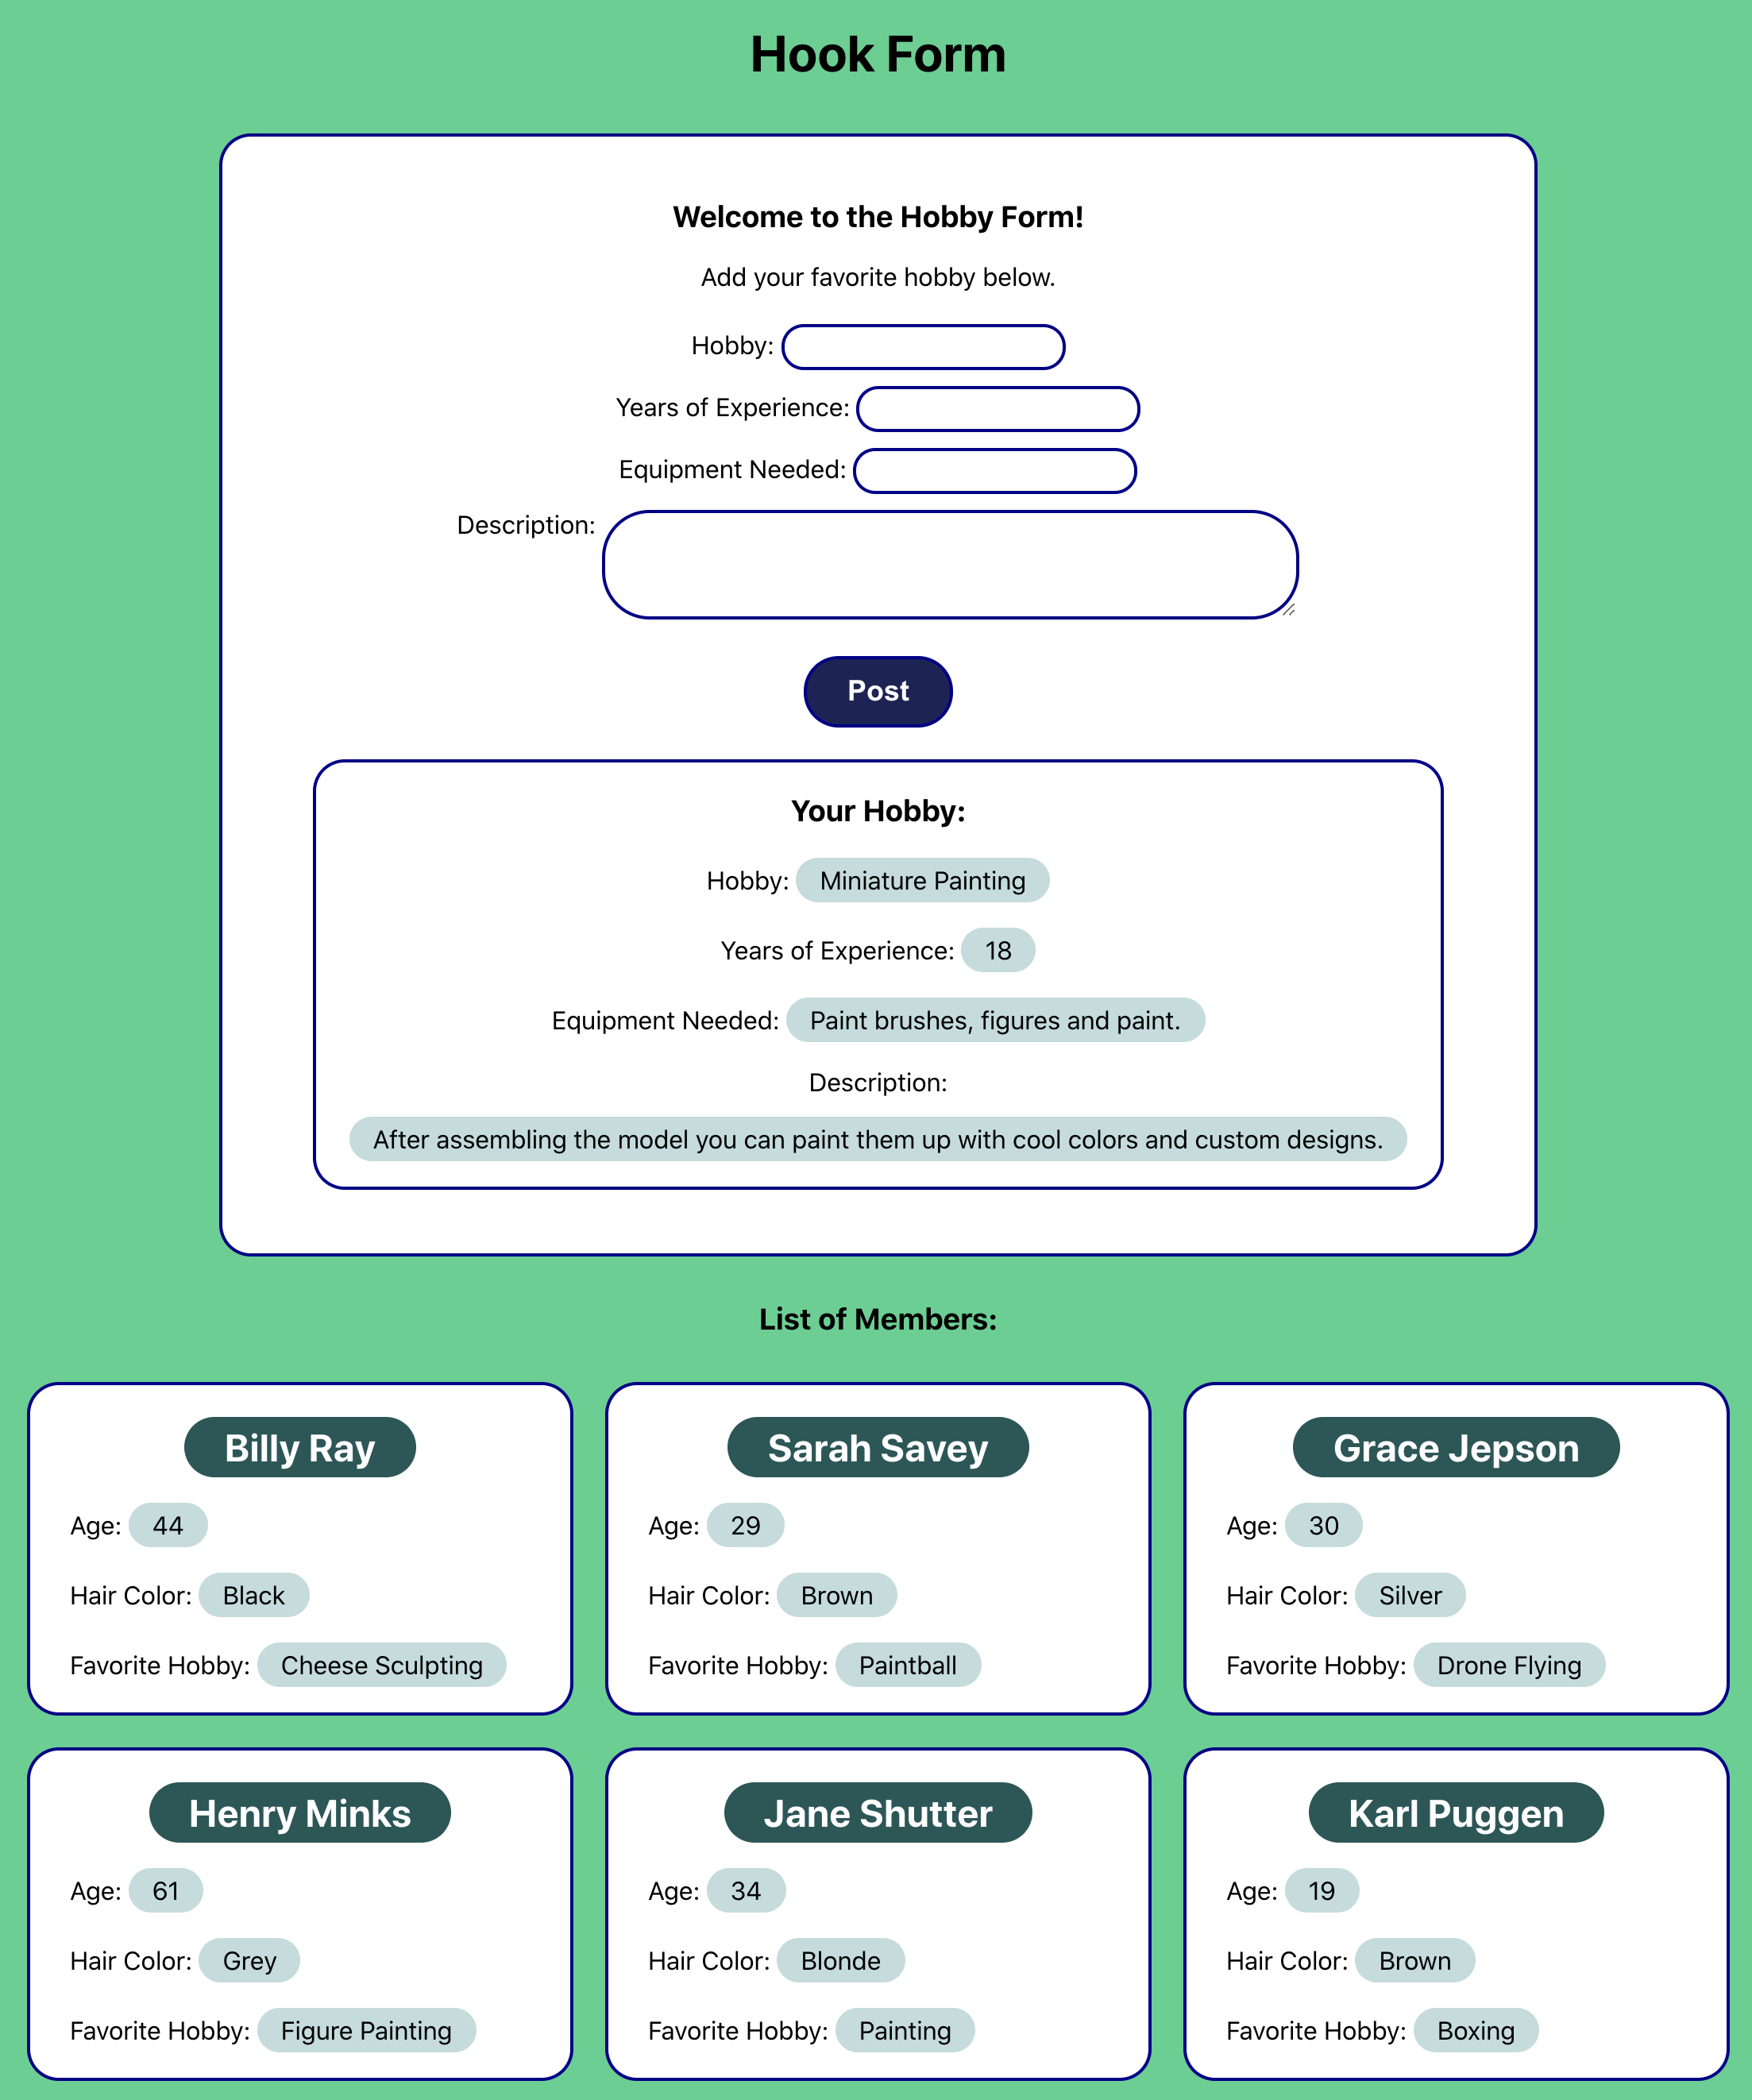 Hook Form
Welcome to the Hobby Form!
Add your favorite hobby below.
Hobby:
Years of Experience:
Equipment Needed:
Description:
Post
Your Hobby:
Hobby: Miniature Painting
Years of Experience: 18
Equipment Needed: Paint brushes, figures and paint.
Description:
After assembling the model you can paint them up with cool colors and custom designs.
List of Members:
Billy Ray
Age: 44
Hair Color: Black
Favorite Hobby: Cheese Sculpting
Sarah Savey
Age: 29
Hair Color: Brown
Favorite Hobby: Paintball
Grace Jepson
Age: 30
Hair Color: Silver
Favorite Hobby: Drone Flying
Henry Minks
Age: 61
Hair Color: Grey
Favorite Hobby: Figure Painting
Jane Shutter
Age: 34
Hair Color: Blonde
Favorite Hobby: Painting
Karl Puggen
Age: 19
Hair Color: Brown
Favorite Hobby: Boxing